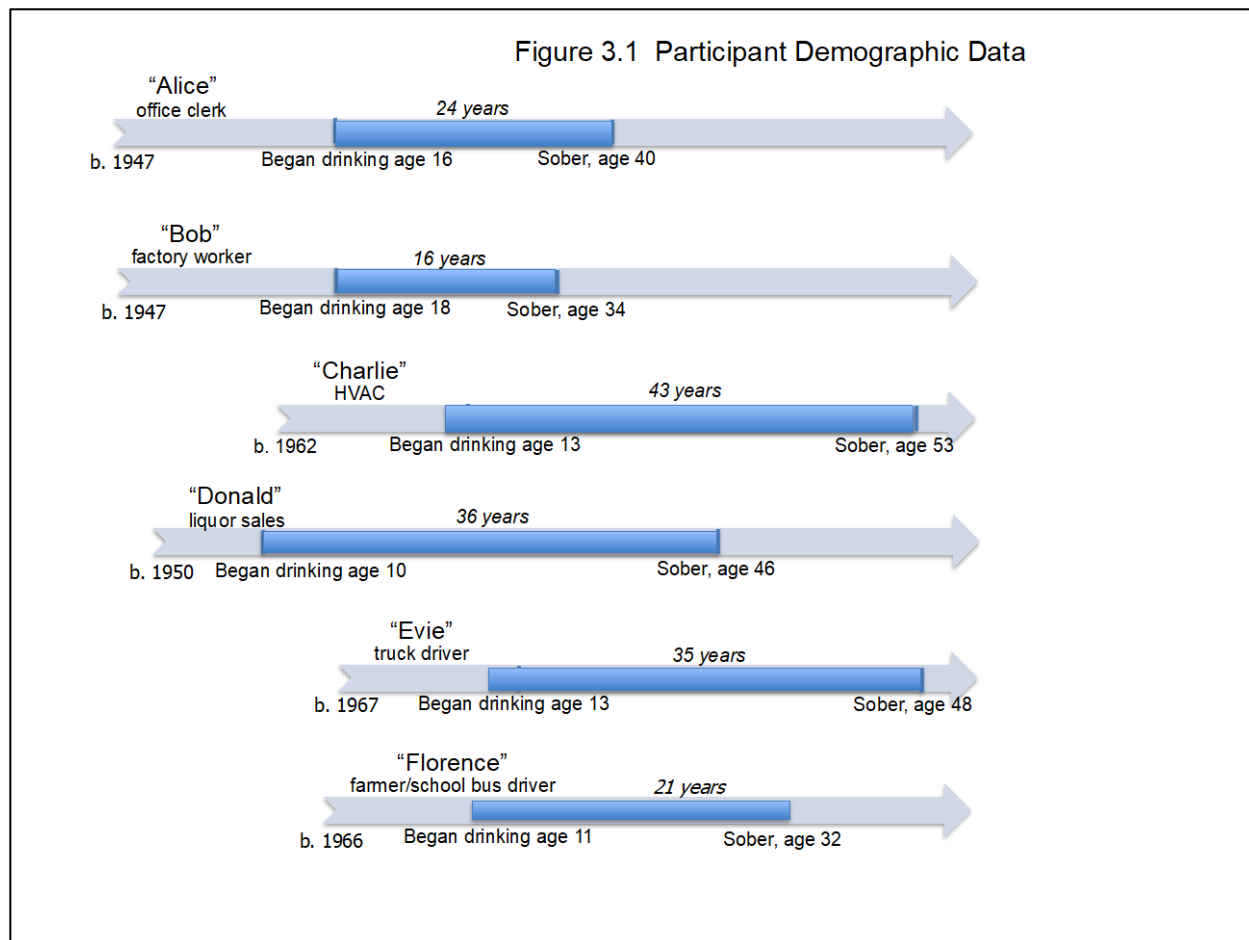 Figure 3.1  Participant Demographic Data
“Alice”
office clerk
24 years
b. 1947
Began drinking age 16
Sober, age 40
“Bob”
factory worker
16 years
b. 1947
Began drinking age 18
Sober, age 34
“Charlie”
HVAC
43 years
b. 1962
Began drinking age 13
Sober, age 53
“Donald”
liquor sales
36 years
b. 1950
Began drinking age 10
Sober, age 46
“Evie”
truck driver
35 years
b. 1967
Began drinking age 13
Sober, age 48
“Florence”
farmer/school bus driver
21 years
b. 1966
Began drinking age 11
Sober, age 32